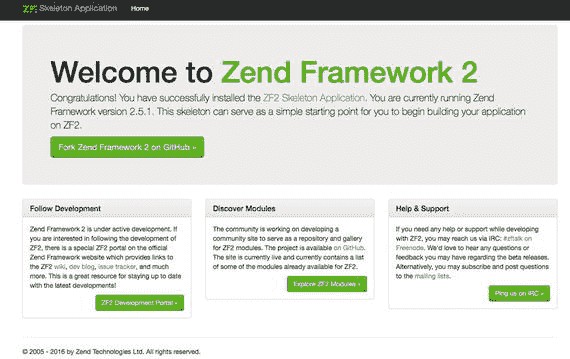 ZF2 Skeleton Application Home
Welcome to Zend Framework 2
Congratulations! You have successfully installed the ZF2 Skeleton Application. You are currently running Zend
Framework version 2.5.1. This skeleton can serve as a simple starting point for you to begin building your application
on ZF2.
Fork Zend Framework 2 on GitHub »
Follow Development
Zend Framework 2 is under active development. If
you are interested in following the development of
ZF2, there is a special ZF2 portal on the official
Zend Framework website which provides links to
the ZF2 wiki, dev blog, issue tracker, and much
more. This is a great resource for staying up to date
with the latest developments!
ZF2 Development Portal »
Discover Modules
The community is working on developing a
community site to serve as a repository and gallery
for ZF2 modules. The project is available on GitHub.
The site is currently live and currently contains a list
of some of the modules already available for ZF2.
Explore ZF2 Modules »
Help & Support
If you need any help or support while developing
with ZF2, you may reach us via IRC: #zftalk on
Freenode. We'd love to hear any questions or
feedback you may have regarding the beta releases.
Alternatively, you may subscribe and post questions
to the mailing lists.
Ping us on IRC »
© 2005 - 2016 by Zend Technologies Ltd. All rights reserved.